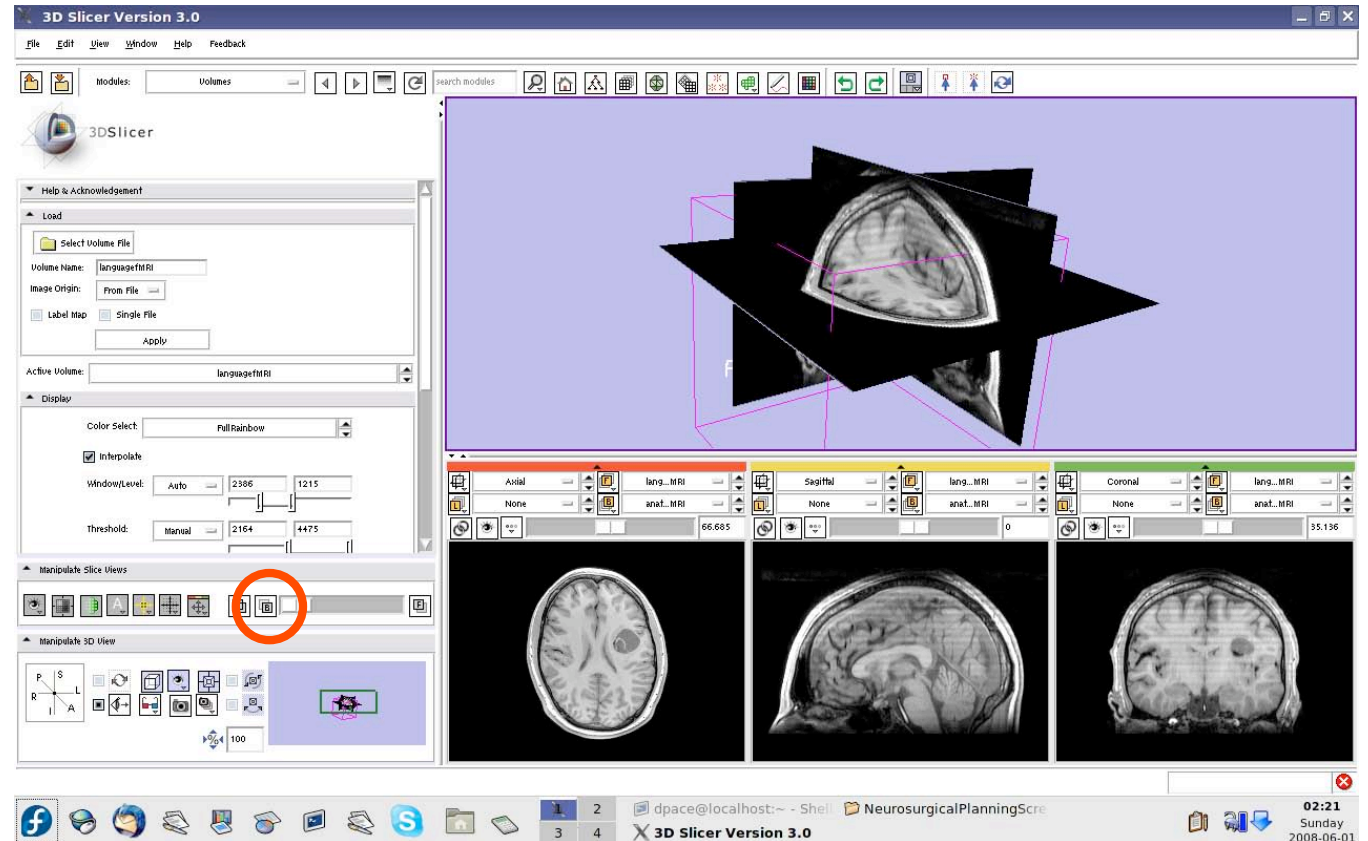 3D Slicer Version 3.0
File Edit View Window Help Feedback
Modules: Volumes search modules
3DSlicer
Help & Acknowledgement
Load
Select Volume File
Volume Name: languagefMRI
Image Origin: From File
Label Map Single File
Apply
Active Volume: languagefMRI
Display
Color Select: FullRainbow
Interpolate
Window/Level: Auto 2386 1215
Threshold: Manual 2164 4475
Manipulate Slice Views
B F
Manipulate 3D View
P S
R L
I A
100
Axial F lang...MRI
L None B anat...MRI
66.685
Sagittal F lang...MRI
L None B anat...MRI
0
Coronal F lang...MRI
L None B anat...MRI
35.136
1 2 dpace@localhost:~ - Shell NeurosurgicalPlanningScre
3 4 3D Slicer Version 3.0
02:21
Sunday
2008-06-01